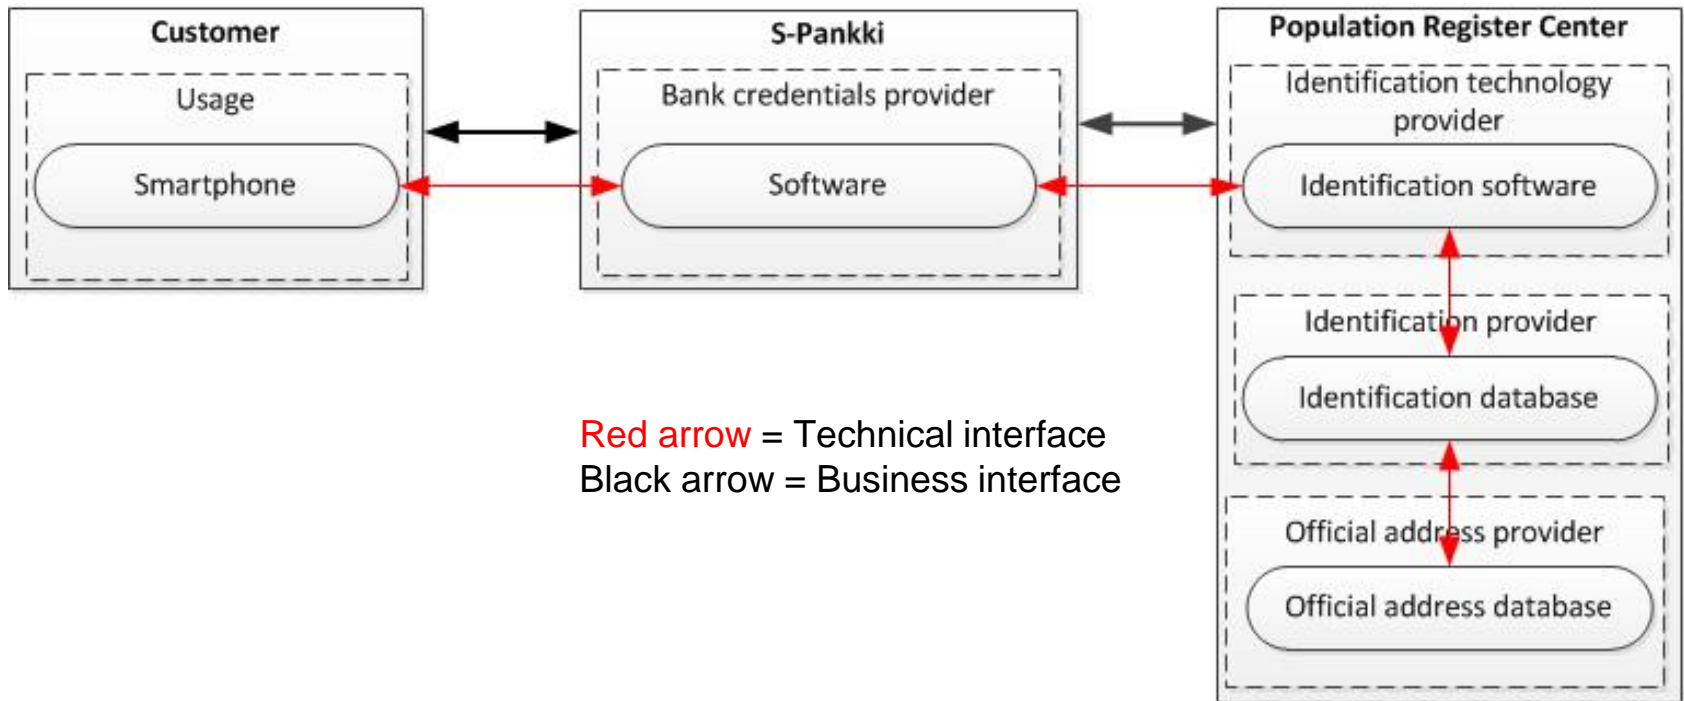 Customer
Usage
Smartphone
S-Pankki
Bank credentials provider
Software
Population Register Center
Identification technology
provider
Identification software
Identification provider
Identification database
Official address provider
Official address database
Red arrow = Technical interface
Black arrow = Business interface